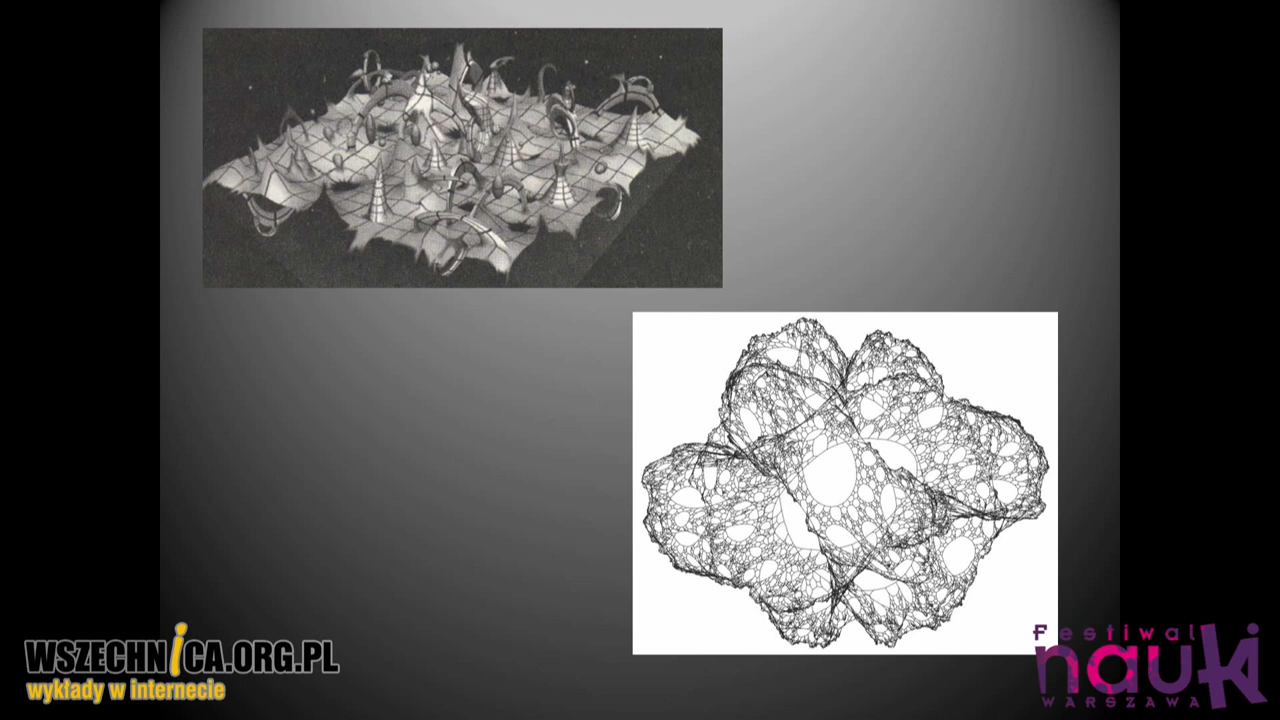 WSZECHNICA.ORG.PL
wykłady w internecie
Festiwal
nauki
WARSZAWA